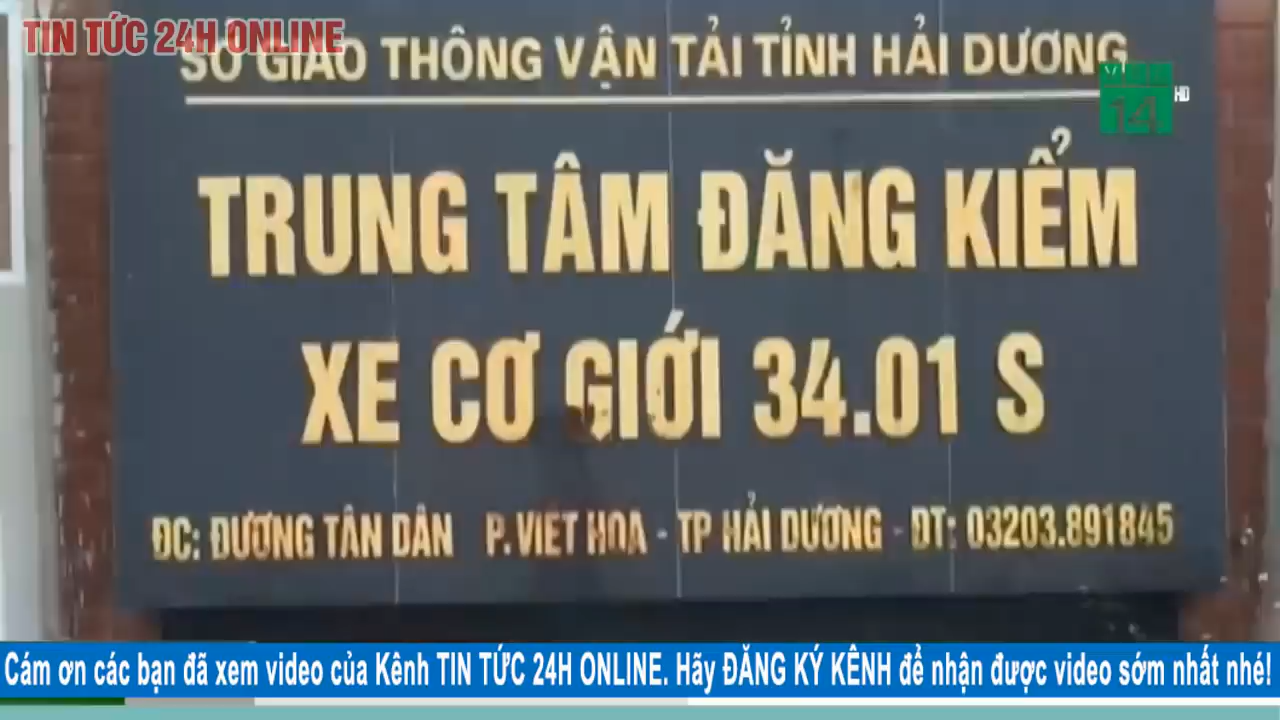 TIN TỨC 24H ONLINE
SỞ GIAO THÔNG VẬN TẢI TỈNH HẢI DƯƠNG
14
HD
TRUNG TÂM ĐĂNG KIỂM
XE CƠ GIỚI 34.01 S
ĐC: ĐƯỜNG TÂN DÂN P. VIỆT HOA - TP HẢI DƯƠNG - ĐT: 03203.891845
Cám ơn các bạn đã xem video của Kênh TIN TỨC 24H ONLINE. Hãy ĐĂNG KÝ KÊNH để nhận được video sớm nhất nhé!